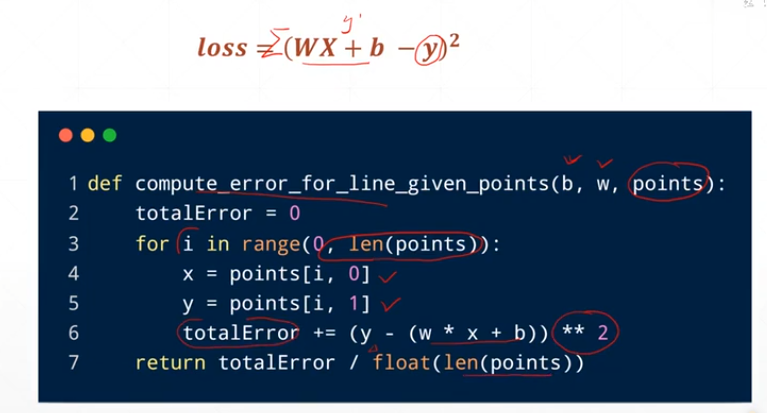 y'
loss = Σ(WX + b − y)²
1 def compute_error_for_line_given_points(b, w, points):
2 totalError = 0
3 for i in range(0, len(points)):
4 x = points[i, 0]
5 y = points[i, 1]
6 totalError += (y - (w * x + b)) ** 2
7 return totalError / float(len(points))